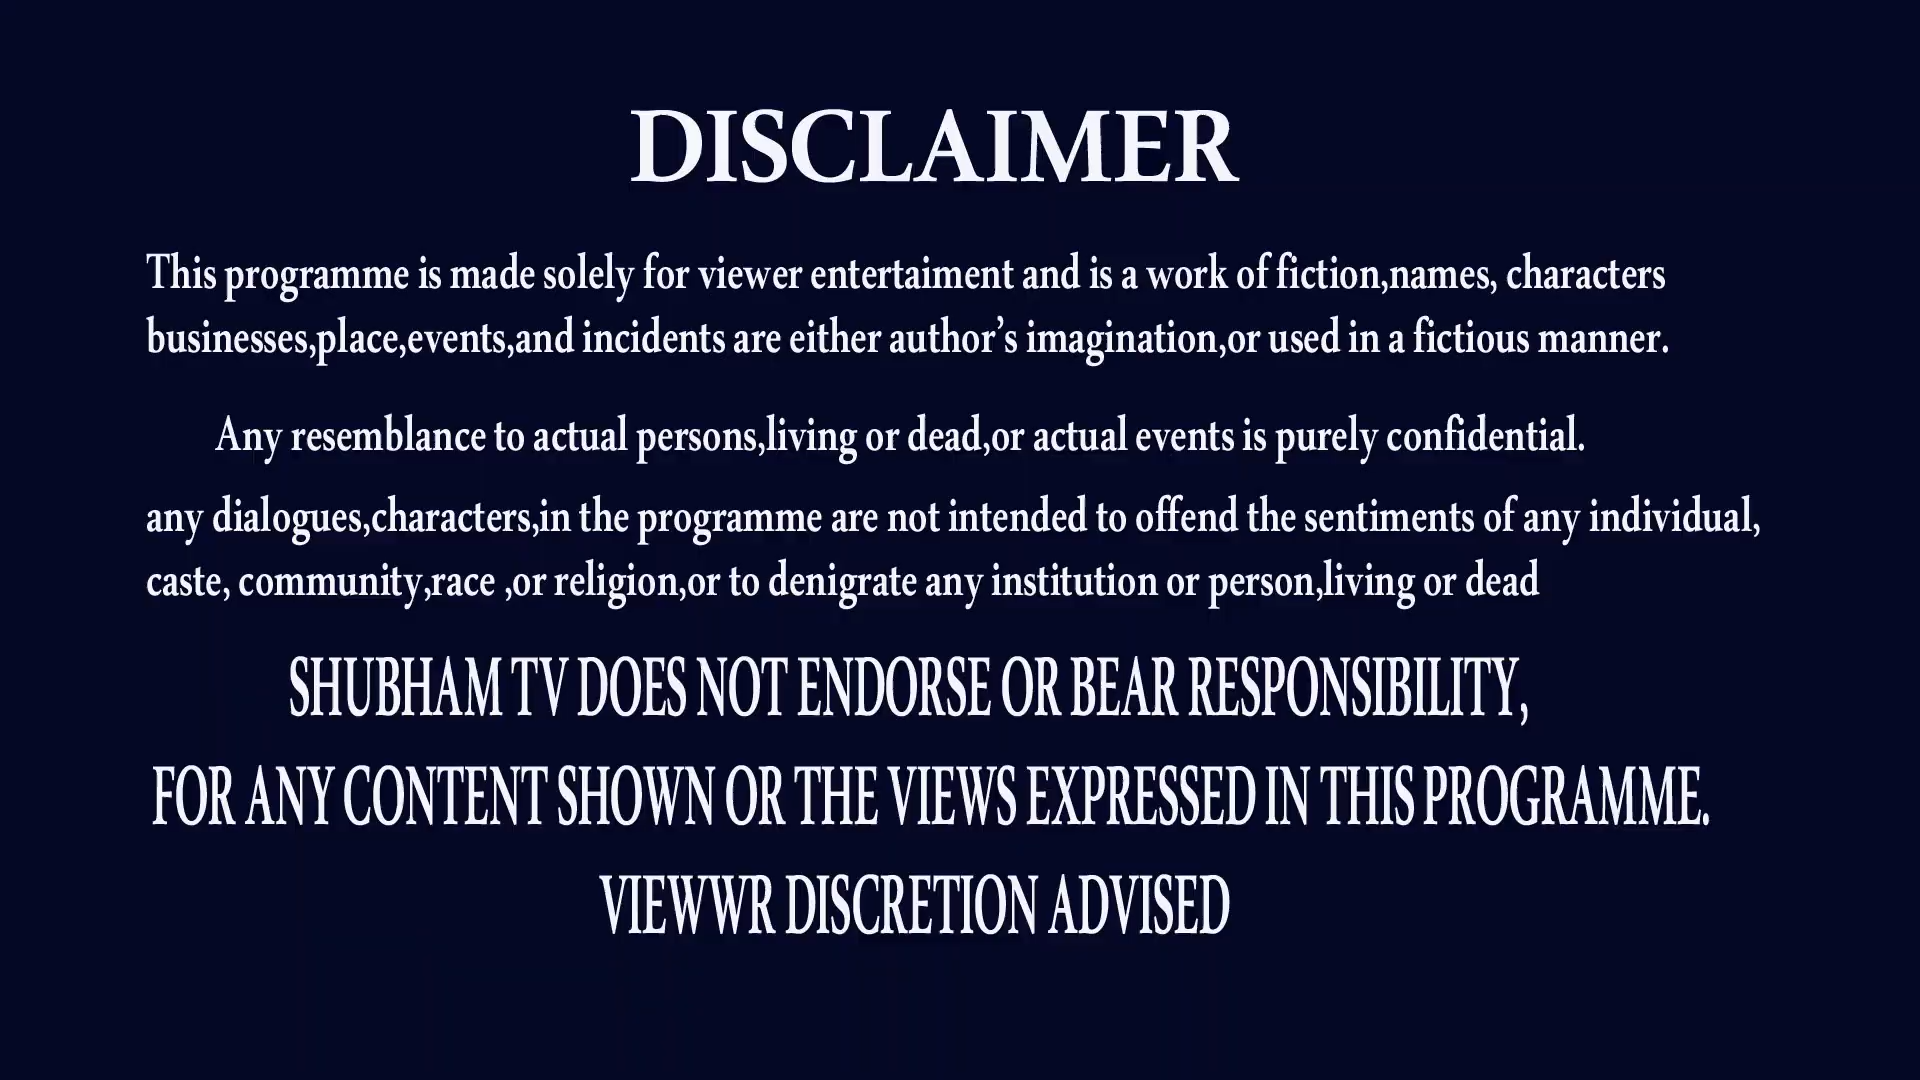 DISCLAIMER
This programme is made solely for viewer entertaiment and is a work of fiction,names, characters
businesses,place,events,and incidents are either author’s imagination,or used in a fictious manner.
Any resemblance to actual persons,living or dead,or actual events is purely confidential.
any dialogues,characters,in the programme are not intended to offend the sentiments of any individual,
caste, community,race ,or religion,or to denigrate any institution or person,living or dead
SHUBHAM TV DOES NOT ENDORSE OR BEAR RESPONSIBILITY,
FOR ANY CONTENT SHOWN OR THE VIEWS EXPRESSED IN THIS PROGRAMME.
VIEWWR DISCRETION ADVISED